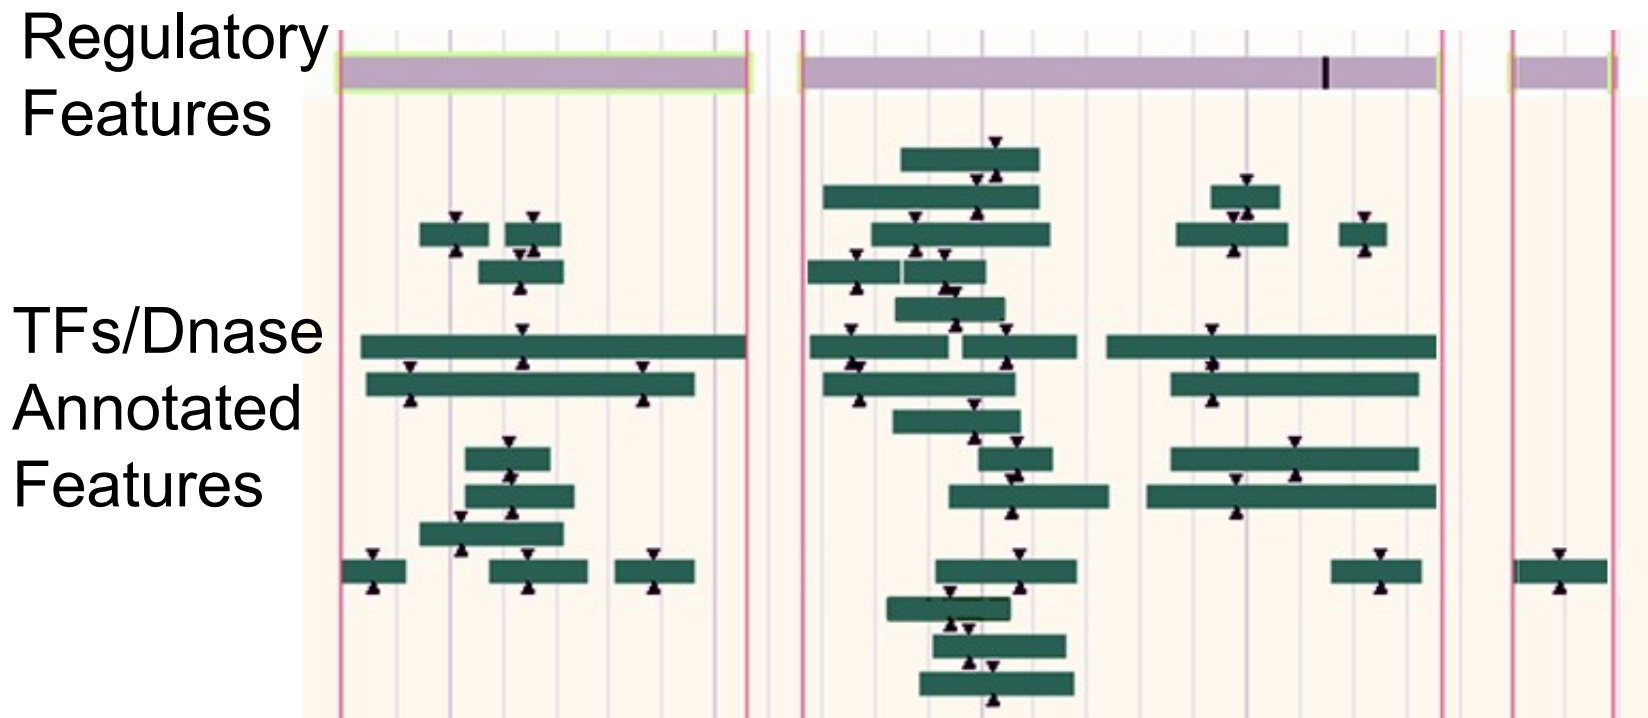 Regulatory
Features
TFs/Dnase
Annotated
Features